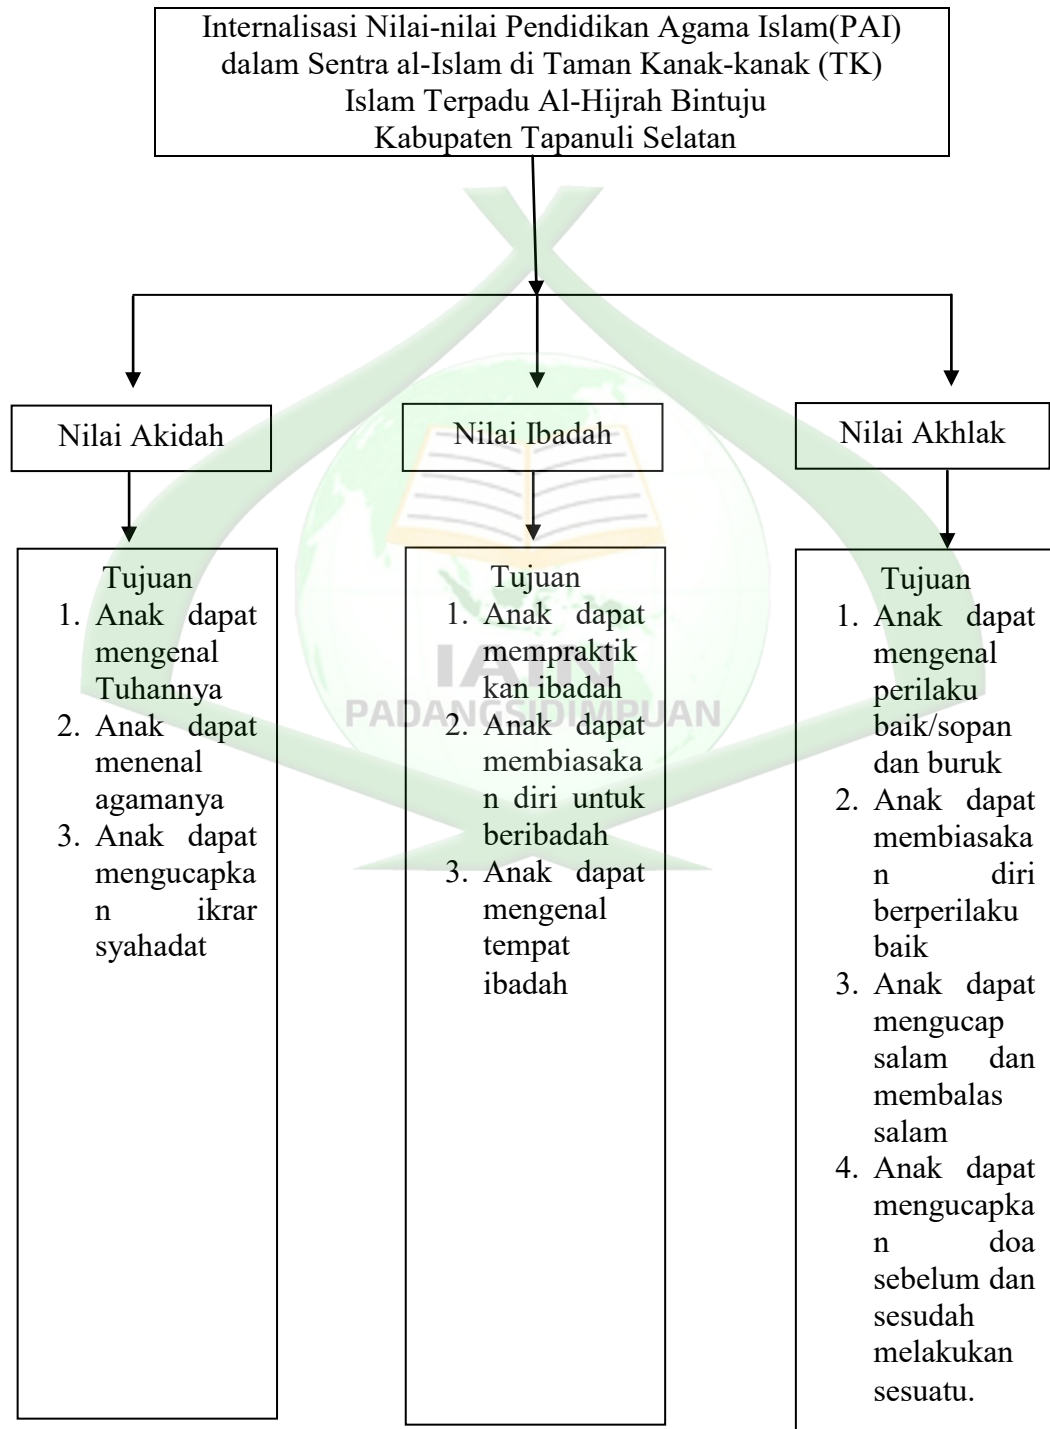 Internalisasi Nilai-nilai Pendidikan Agama Islam(PAI)
dalam Sentra al-Islam di Taman Kanak-kanak (TK)
Islam Terpadu Al-Hijrah Bintuju
Kabupaten Tapanuli Selatan
Nilai Akidah
Nilai Ibadah
Nilai Akhlak
Tujuan
1. Anak dapat
mengenal
Tuhannya
2. Anak dapat
menenal
agamanya
3. Anak dapat
mengucapka
n ikrar
syahadat
Tujuan
1. Anak dapat
mempraktik
kan ibadah
2. Anak dapat
membiasaka
n diri untuk
beribadah
3. Anak dapat
mengenal
tempat
ibadah
Tujuan
1. Anak dapat
mengenal
perilaku
baik/sopan
dan buruk
2. Anak dapat
membiasaka
n diri
berperilaku
baik
3. Anak dapat
mengucap
salam dan
membalas
salam
4. Anak dapat
mengucapka
n doa
sebelum dan
sesudah
melakukan
sesuatu.
IAIN
PADANGSIDIMPUAN